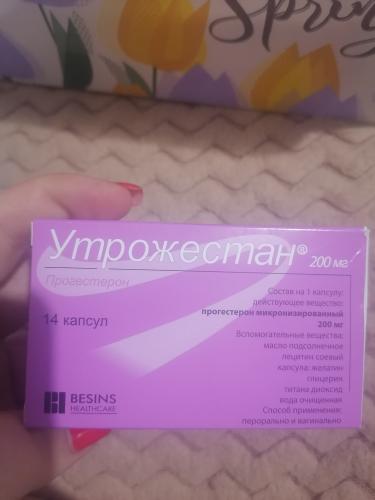 Spring
Утрожестан® 200 мг
Прогестерон
14 капсул
Состав на 1 капсулу:
действующее вещество:
прогестерон микронизированный
200 мг
Вспомогательные вещества:
масло подсолнечное
лецитин соевый
капсула: желатин
глицерин
титана диоксид
вода очищенная
Способ применения:
перорально и вагинально
BESINS
HEALTHCARE